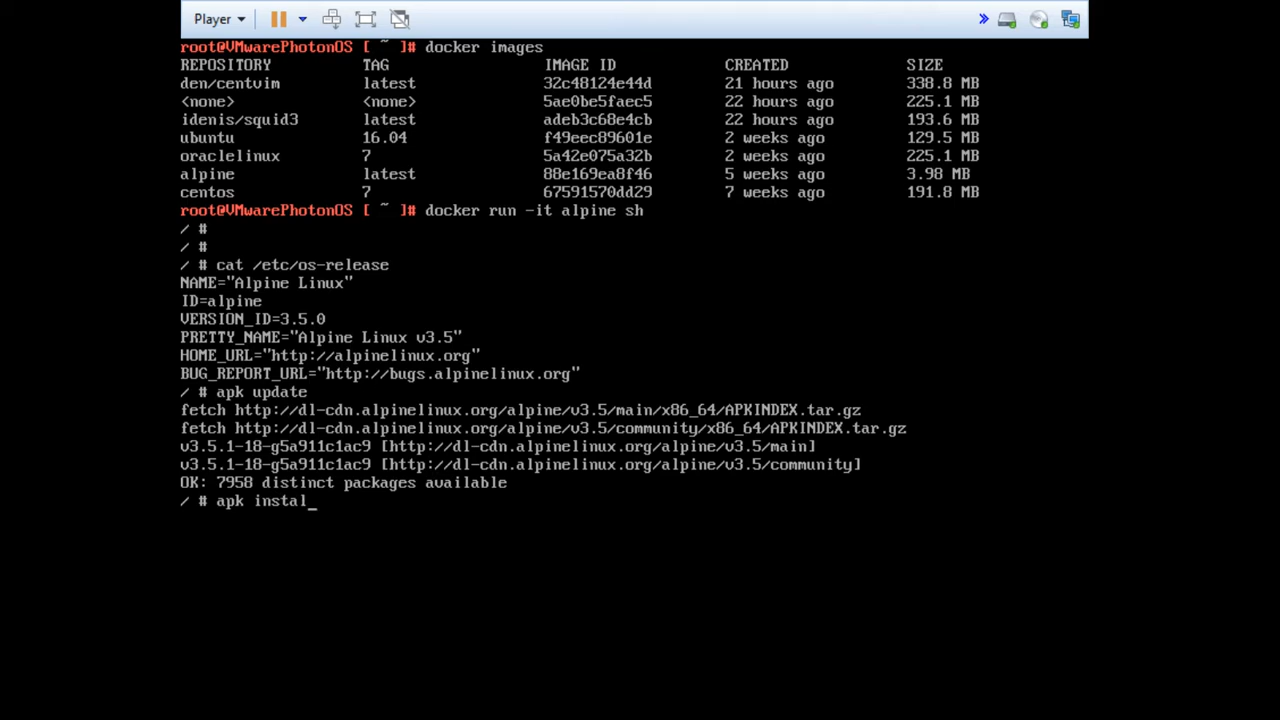 Player
root@VMwarePhotonOS [ ~ ]# docker images
REPOSITORY TAG IMAGE ID CREATED SIZE
den/centvim latest 32c48124e44d 21 hours ago 338.8 MB
<none> <none> 5ae0be5faec5 22 hours ago 225.1 MB
idenis/squid3 latest adeb3c68e4cb 22 hours ago 193.6 MB
ubuntu 16.04 f49eec89601e 2 weeks ago 129.5 MB
oraclelinux 7 5a42e075a32b 2 weeks ago 225.1 MB
alpine latest 88e169ea8f46 5 weeks ago 3.98 MB
centos 7 67591570dd29 7 weeks ago 191.8 MB
root@VMwarePhotonOS [ ~ ]# docker run -it alpine sh
/ #
/ #
/ # cat /etc/os-release
NAME="Alpine Linux"
ID=alpine
VERSION_ID=3.5.0
PRETTY_NAME="Alpine Linux v3.5"
HOME_URL="http://alpinelinux.org"
BUG_REPORT_URL="http://bugs.alpinelinux.org"
/ # apk update
fetch http://dl-cdn.alpinelinux.org/alpine/v3.5/main/x86_64/APKINDEX.tar.gz
fetch http://dl-cdn.alpinelinux.org/alpine/v3.5/community/x86_64/APKINDEX.tar.gz
v3.5.1-18-g5a911c1ac9 [http://dl-cdn.alpinelinux.org/alpine/v3.5/main]
v3.5.1-18-g5a911c1ac9 [http://dl-cdn.alpinelinux.org/alpine/v3.5/community]
OK: 7958 distinct packages available
/ # apk instal_